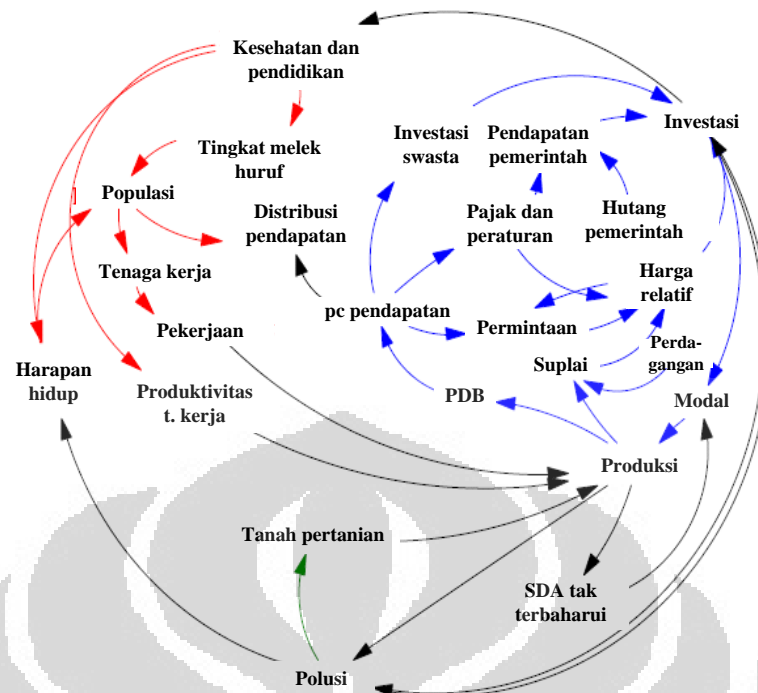 Kesehatan dan
pendidikan
Investasi
Tingkat melek
huruf
Investasi
swasta
Pendapatan
pemerintah
Populasi
Distribusi
pendapatan
Pajak dan
peraturan
Hutang
pemerintah
Tenaga kerja
Harga
relatif
pc pendapatan
Pekerjaan
Permintaan
Perda-
gangan
Suplai
Harapan
hidup
Produktivitas
t. kerja
PDB
Modal
Produksi
Tanah pertanian
SDA tak
terbaharui
Polusi